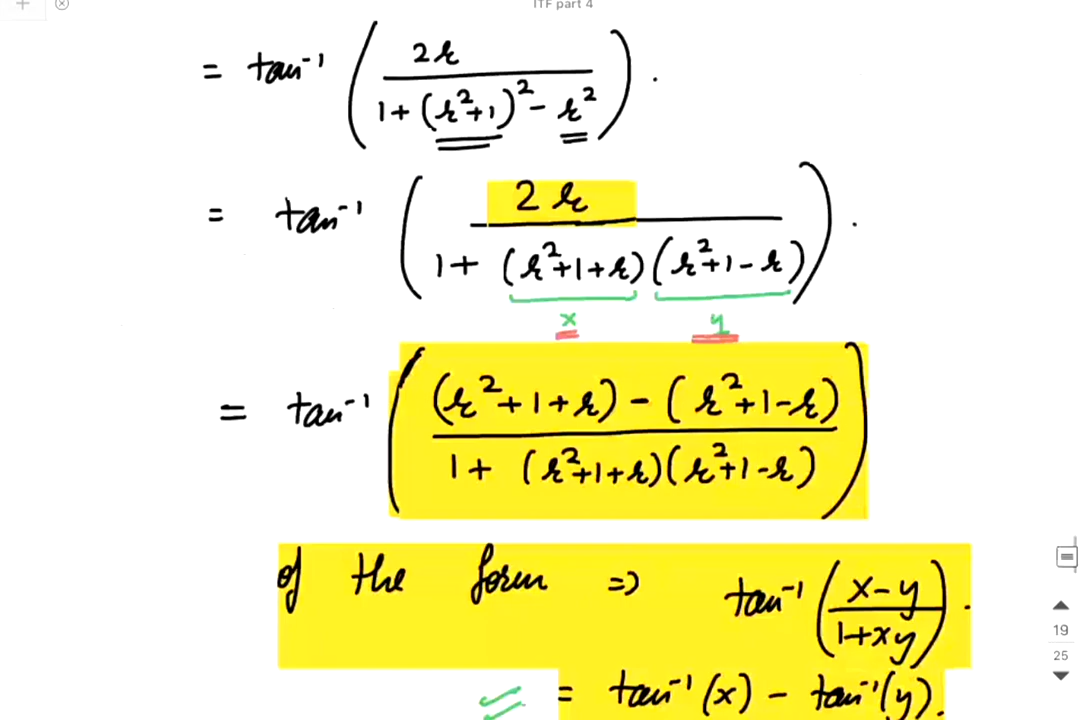 ITF part 4
= tan⁻¹ ( 2r / 1 + (r²+1)² - r² ) .
= tan⁻¹ ( 2r / 1 + (r²+1+r)(r²+1-r) ) .
x y
= tan⁻¹ ( (r²+1+r) - (r²+1-r) / 1 + (r²+1+r)(r²+1-r) )
of the form => tan⁻¹ ( x-y / 1+xy ) .
= tan⁻¹(x) - tan⁻¹(y).
19
25